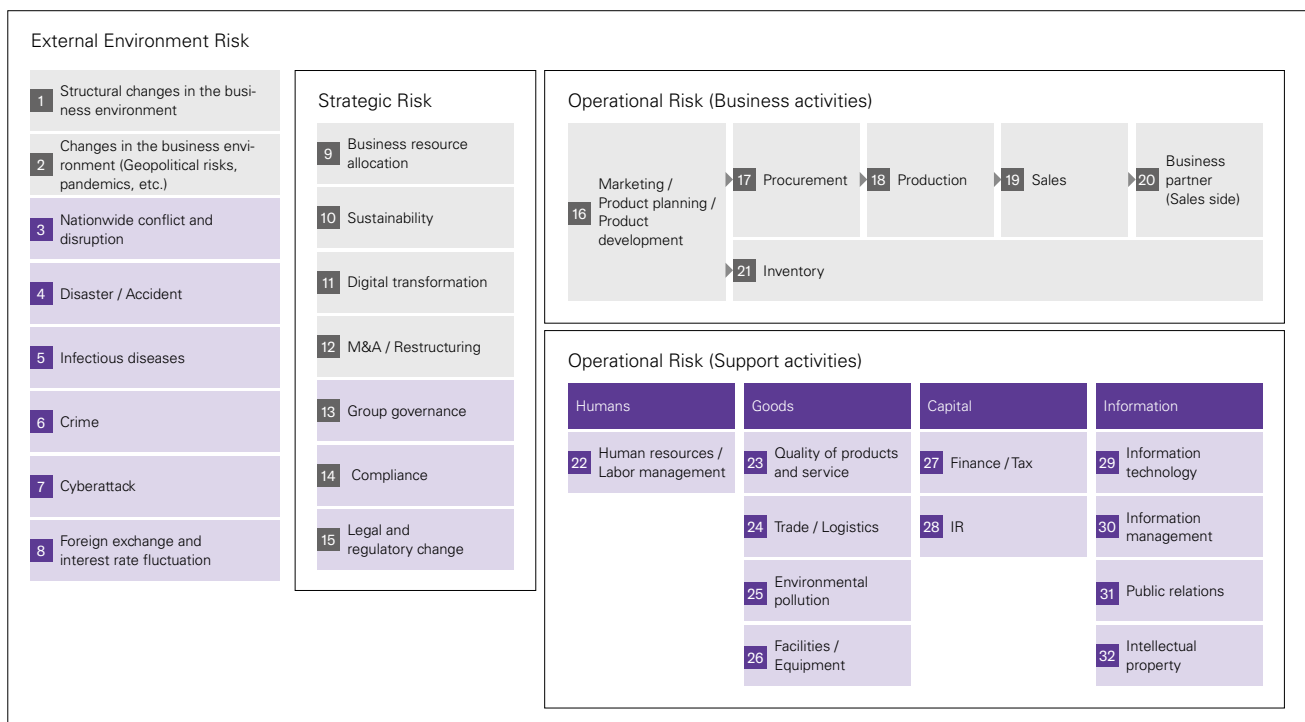 External Environment Risk
1
Structural changes in the busi-
ness environment
2
Changes in the business envi-
ronment (Geopolitical risks,
pandemics, etc.)
3
Nationwide conflict and
disruption
4
Disaster / Accident
5
Infectious diseases
6
Crime
7
Cyberattack
8
Foreign exchange and
interest rate fluctuation
Strategic Risk
9
Business resource
allocation
10
Sustainability
11
Digital transformation
12
M&A / Restructuring
13
Group governance
14
Compliance
15
Legal and
regulatory change
Operational Risk (Business activities)
16
Marketing /
Product planning /
Product
development
17
Procurement
18
Production
19
Sales
20
Business
partner
(Sales side)
21
Inventory
Operational Risk (Support activities)
Humans
22
Human resources /
Labor management
Goods
23
Quality of products
and service
24
Trade / Logistics
25
Environmental
pollution
26
Facilities /
Equipment
Capital
27
Finance / Tax
28
IR
Information
29
Information
technology
30
Information
management
31
Public relations
32
Intellectual
property